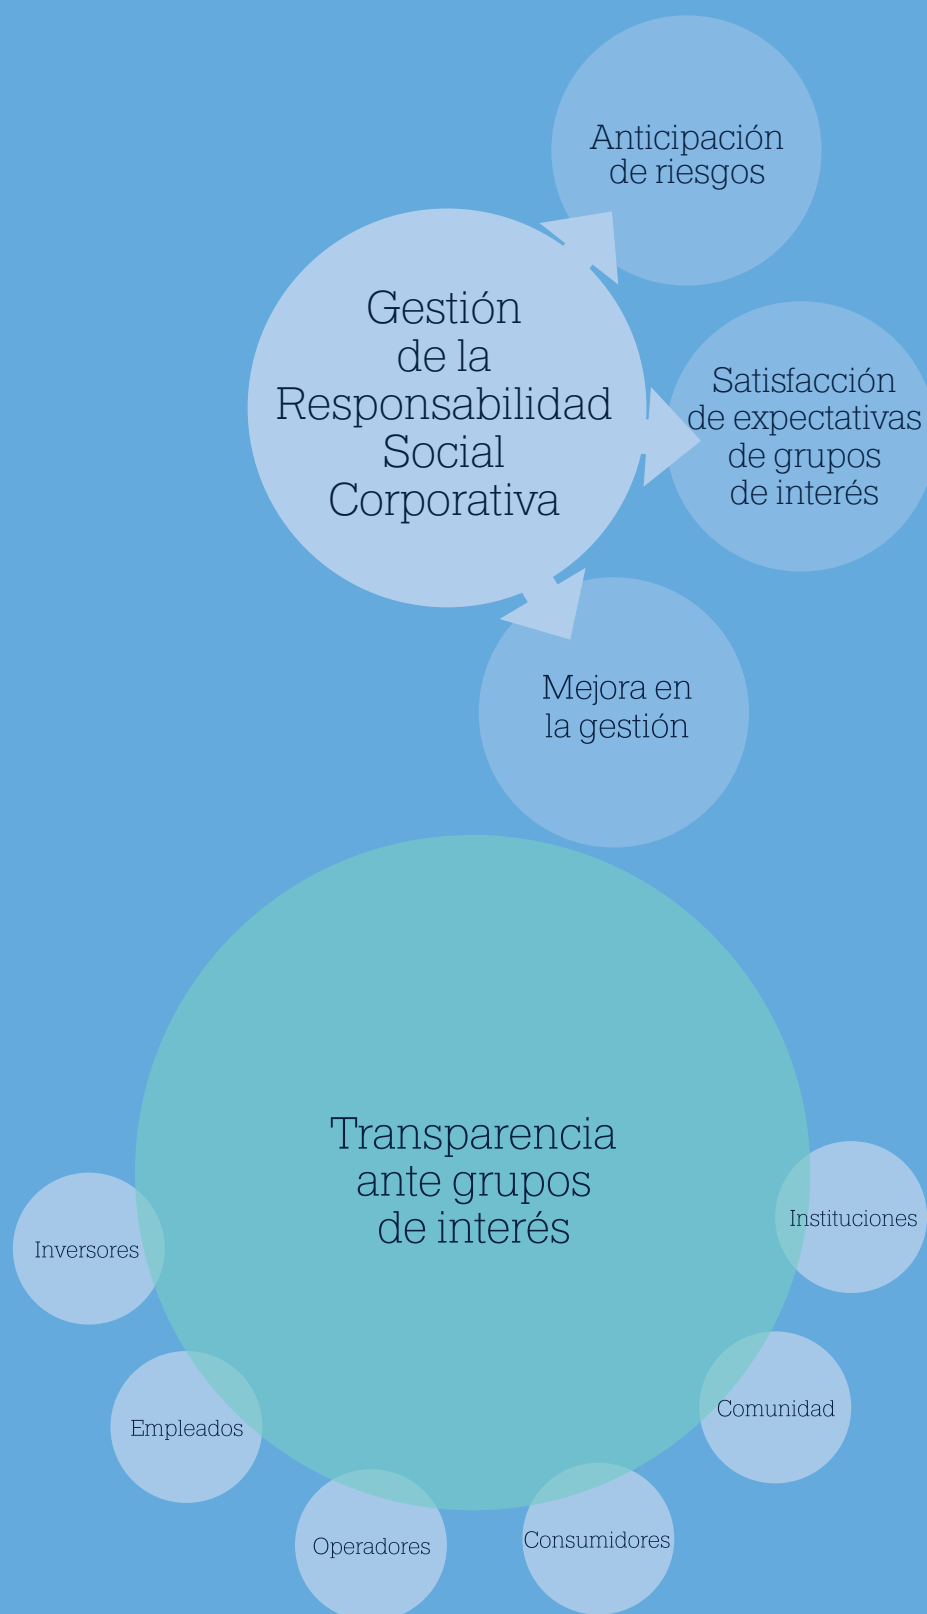 Anticipación
de riesgos
Gestión
de la
Responsabilidad
Social
Corporativa
Satisfacción
de expectativas
de grupos
de interés
Mejora en
la gestión
Transparencia
ante grupos
de interés
Inversores
Empleados
Operadores
Consumidores
Comunidad
Instituciones